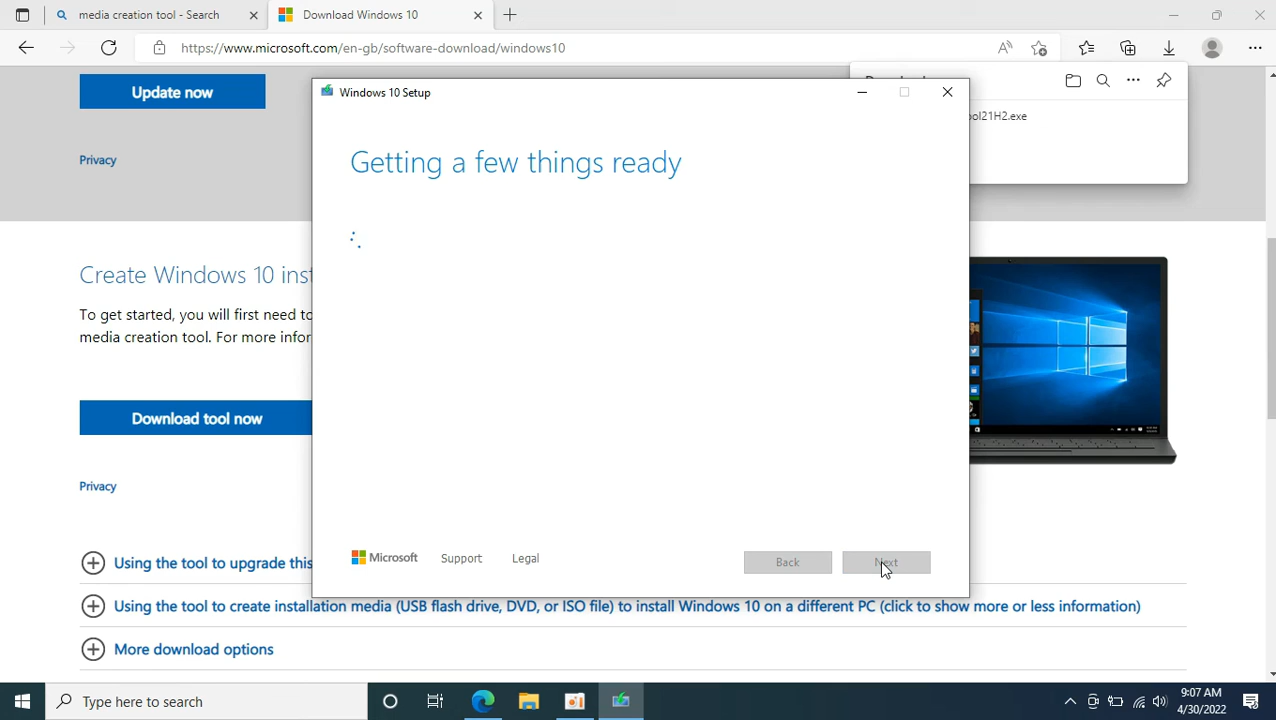 media creation tool - Search
Download Windows 10
https://www.microsoft.com/en-gb/software-download/windows10
Update now
Privacy
ool21H2.exe
Windows 10 Setup
Getting a few things ready
Microsoft
Support
Legal
Back
Next
Create Windows 10 inst
To get started, you will first need to
media creation tool. For more infor
Download tool now
Privacy
Using the tool to upgrade this
Using the tool to create installation media (USB flash drive, DVD, or ISO file) to install Windows 10 on a different PC (click to show more or less information)
More download options
Type here to search
9:07 AM
4/30/2022